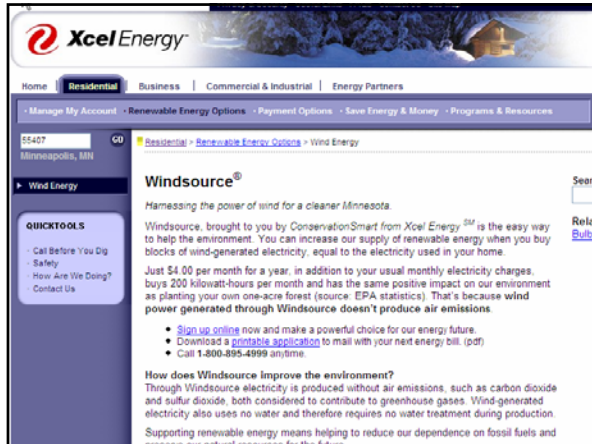 Xcel Energy
Home | Residential | Business | Commercial & Industrial | Energy Partners
· Manage My Account · Renewable Energy Options · Payment Options · Save Energy & Money · Programs & Resources
55407 GO
Minneapolis, MN
Wind Energy
QUICKTOOLS
· Call Before You Dig
· Safety
· How Are We Doing?
· Contact Us
Residential > Renewable Energy Options > Wind Energy
Windsource®
Harnessing the power of wind for a cleaner Minnesota.
Windsource, brought to you by ConservationSmart from Xcel Energy SM is the easy way
to help the environment. You can increase our supply of renewable energy when you buy
blocks of wind-generated electricity, equal to the electricity used in your home.
Just $4.00 per month for a year, in addition to your usual monthly electricity charges,
buys 200 kilowatt-hours per month and has the same positive impact on our environment
as planting your own one-acre forest (source: EPA statistics). That's because wind
power generated through Windsource doesn't produce air emissions.
• Sign up online now and make a powerful choice for our energy future.
• Download a printable application to mail with your next energy bill. (pdf)
• Call 1-800-895-4999 anytime.
How does Windsource improve the environment?
Through Windsource electricity is produced without air emissions, such as carbon dioxide
and sulfur dioxide, both considered to contribute to greenhouse gases. Wind-generated
electricity also uses no water and therefore requires no water treatment during production.
Supporting renewable energy means helping to reduce our dependence on fossil fuels and
Sear
Rela
Bulb